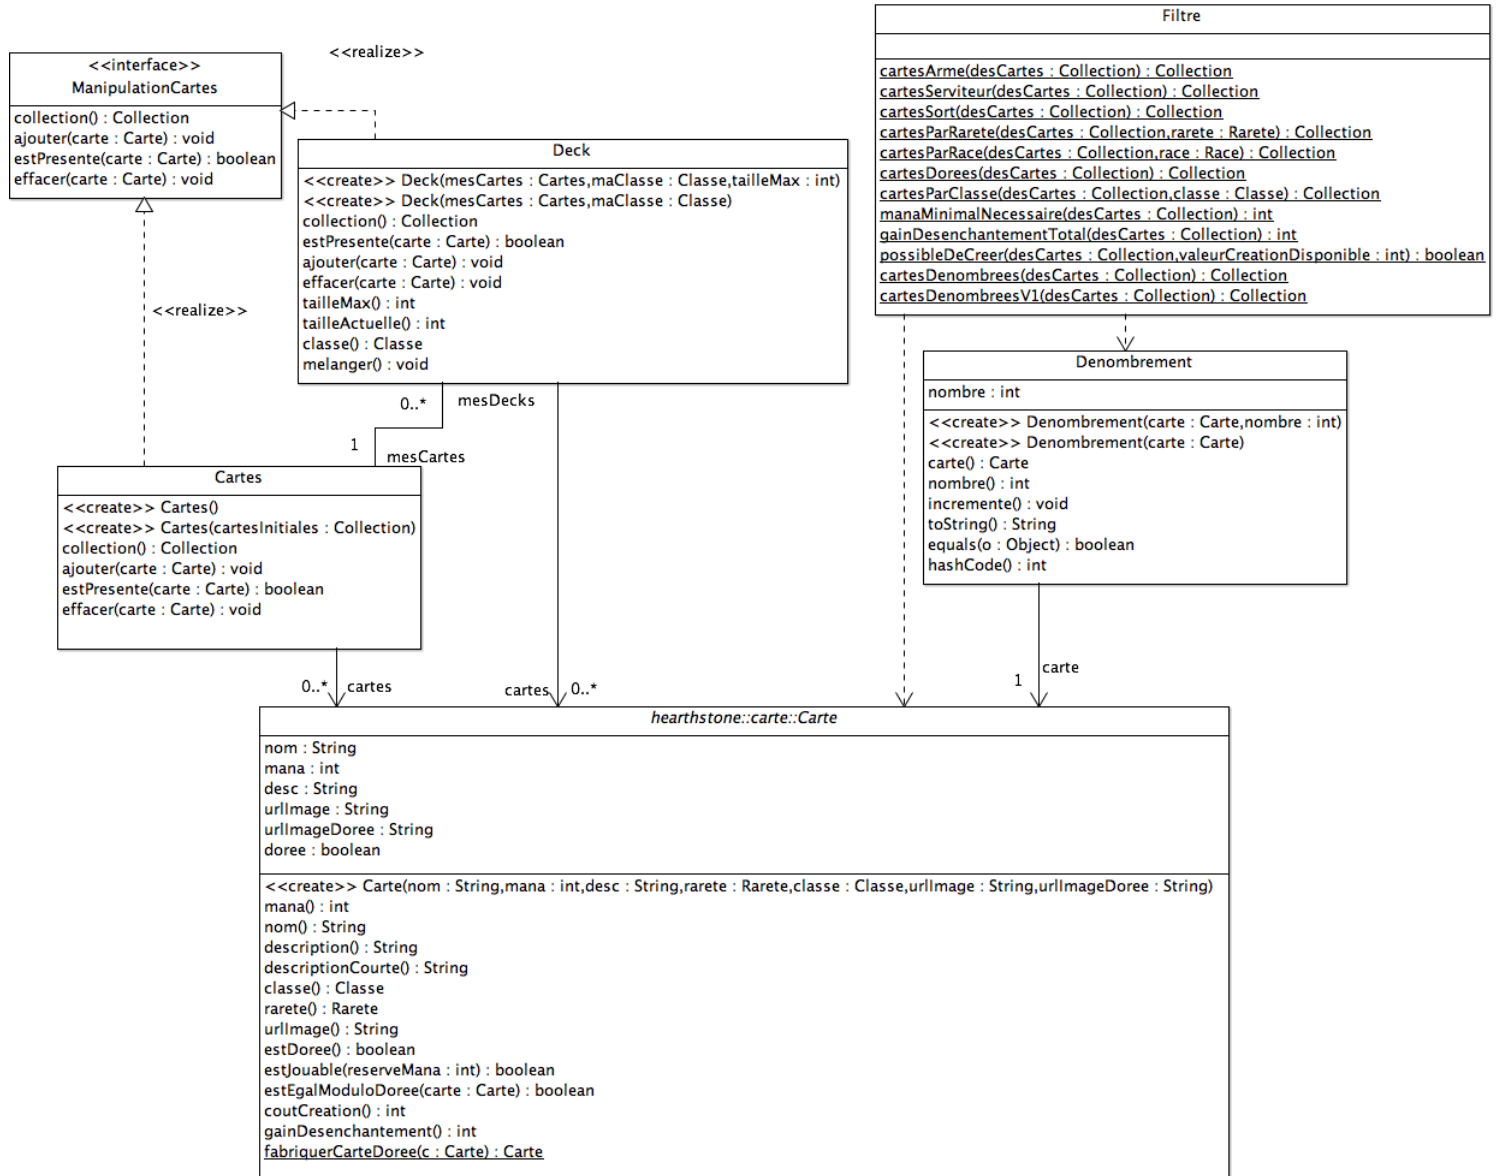 <<interface>>
ManipulationCartes
collection() : Collection
ajouter(carte : Carte) : void
estPresente(carte : Carte) : boolean
effacer(carte : Carte) : void
<<realize>>
Filtre
cartesArme(desCartes : Collection) : Collection
cartesServiteur(desCartes : Collection) : Collection
cartesSort(desCartes : Collection) : Collection
cartesParRarete(desCartes : Collection,rarete : Rarete) : Collection
cartesParRace(desCartes : Collection,race : Race) : Collection
cartesDorees(desCartes : Collection) : Collection
cartesParClasse(desCartes : Collection,classe : Classe) : Collection
manaMinimalNecessaire(desCartes : Collection) : int
gainDesenchantementTotal(desCartes : Collection) : int
possibleDeCreer(desCartes : Collection,valeurCreationDisponible : int) : boolean
cartesDenombrees(desCartes : Collection) : Collection
cartesDenombreesV1(desCartes : Collection) : Collection
Deck
<<create>> Deck(mesCartes : Cartes,maClasse : Classe,tailleMax : int)
<<create>> Deck(mesCartes : Cartes,maClasse : Classe)
collection() : Collection
estPresente(carte : Carte) : boolean
ajouter(carte : Carte) : void
effacer(carte : Carte) : void
tailleMax() : int
tailleActuelle() : int
classe() : Classe
melanger() : void
<<realize>>
Denombrement
nombre : int
<<create>> Denombrement(carte : Carte,nombre : int)
<<create>> Denombrement(carte : Carte)
carte() : Carte
nombre() : int
incremente() : void
toString() : String
equals(o : Object) : boolean
hashCode() : int
0..*
mesDecks
1
mesCartes
Cartes
<<create>> Cartes()
<<create>> Cartes(cartesInitiales : Collection)
collection() : Collection
ajouter(carte : Carte) : void
estPresente(carte : Carte) : boolean
effacer(carte : Carte) : void
0..*
cartes
cartes
0..*
1
carte
hearthstone::carte::Carte
nom : String
mana : int
desc : String
urlImage : String
urlImageDoree : String
doree : boolean
<<create>> Carte(nom : String,mana : int,desc : String,rarete : Rarete,classe : Classe,urlImage : String,urlImageDoree : String)
mana() : int
nom() : String
description() : String
descriptionCourte() : String
classe() : Classe
rarete() : Rarete
urlImage() : String
estDoree() : boolean
estJouable(reserveMana : int) : boolean
estEgalModuloDoree(carte : Carte) : boolean
coutCreation() : int
gainDesenchantement() : int
fabriquerCarteDoree(c : Carte) : Carte